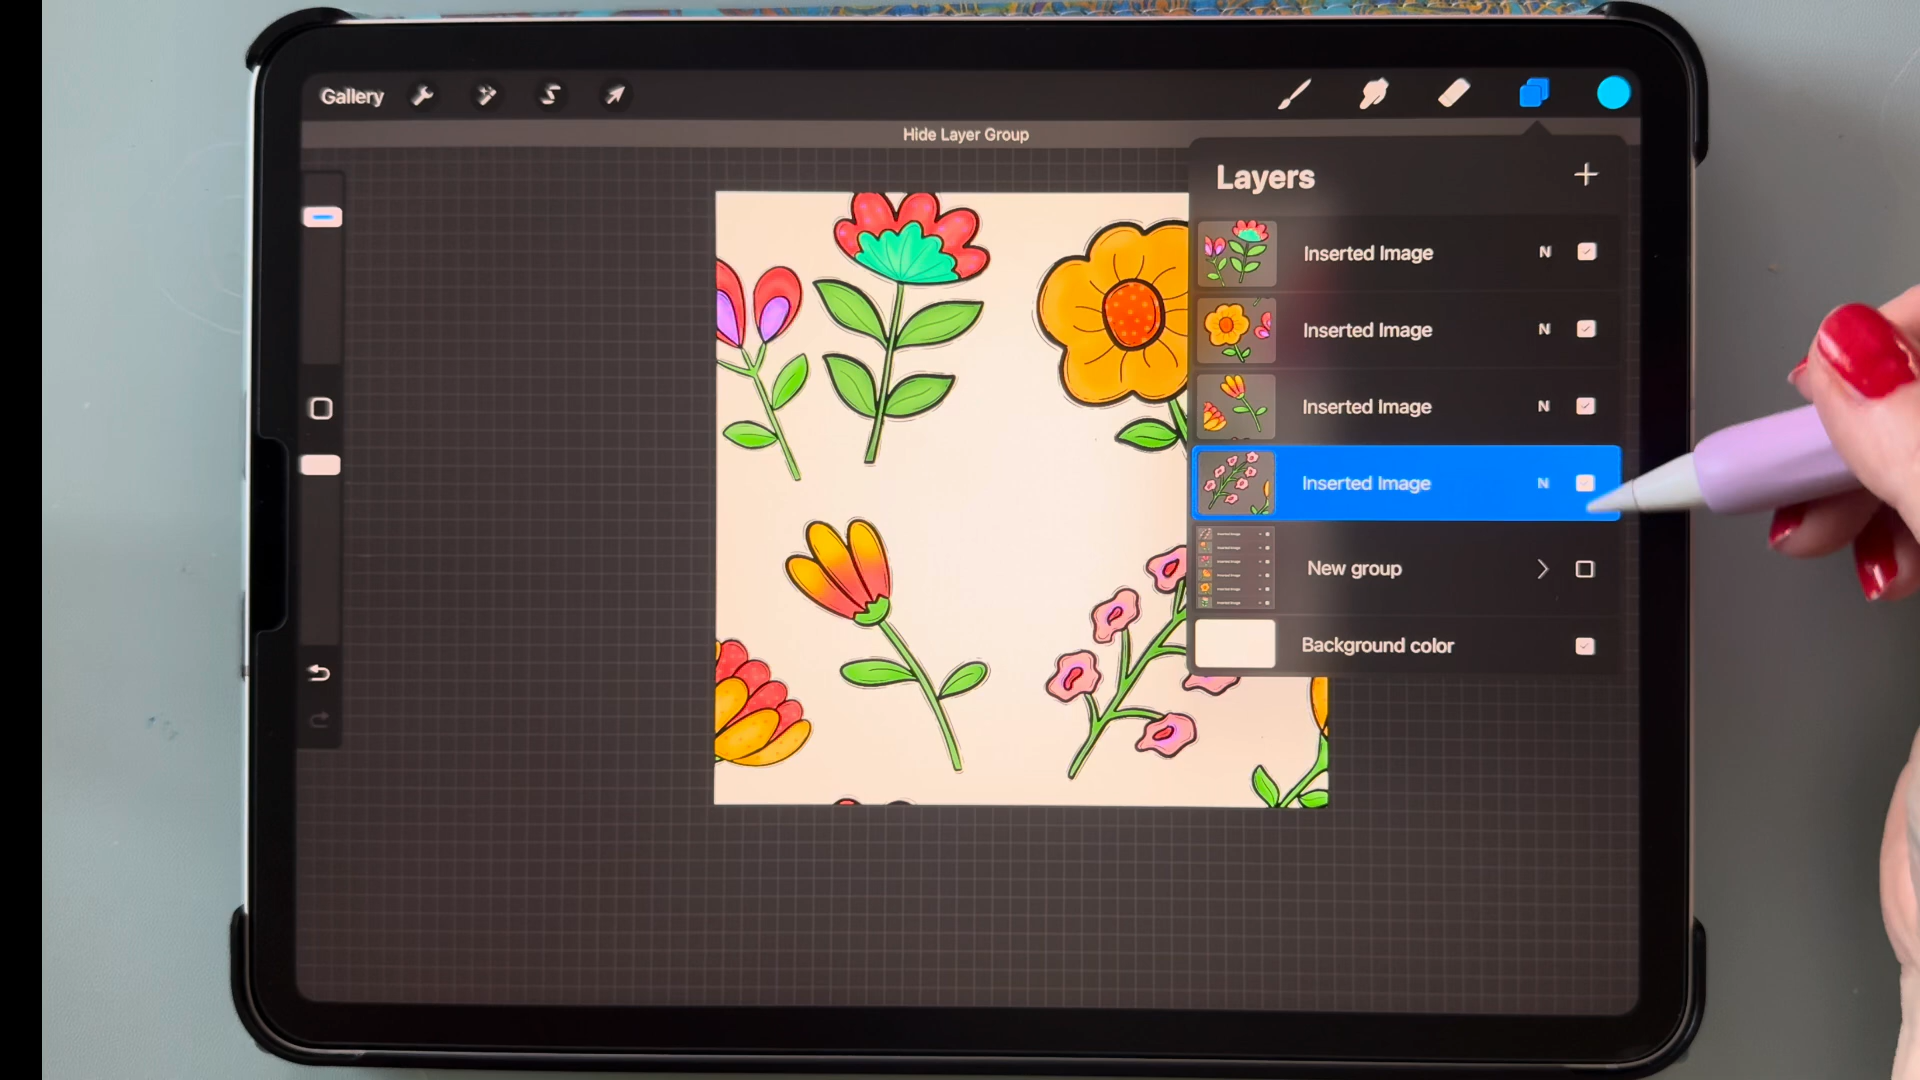 Gallery
Hide Layer Group
Layers
Inserted Image N
Inserted Image N
Inserted Image N
Inserted Image N
New group
Background color